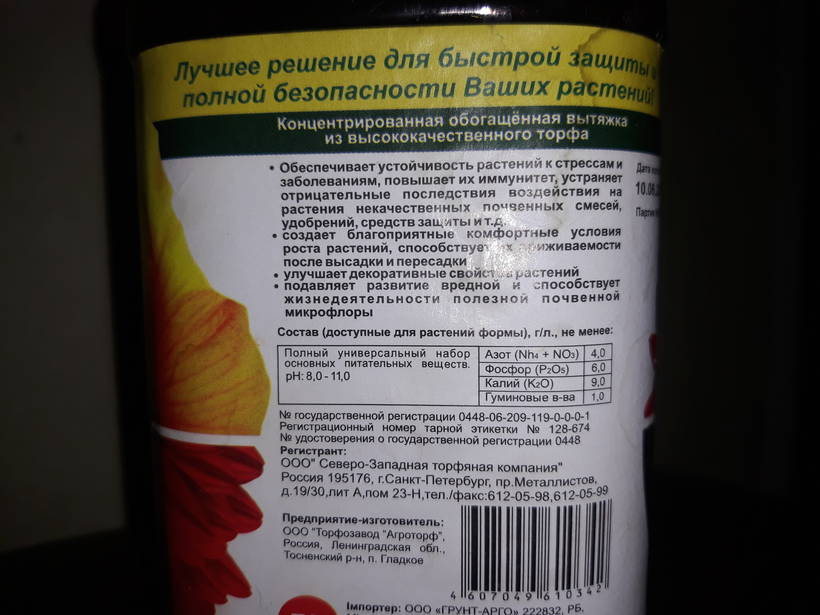 Лучшее решение для быстрой защиты и
полной безопасности Ваших растений!
Концентрированная обогащённая вытяжка
из высококачественного торфа
• Обеспечивает устойчивость растений к стрессам и
заболеваниям, повышает их иммунитет, устраняет
отрицательные последствия воздействия на
растения некачественных почвенных смесей,
удобрений, средств защиты и т.д.
• создает благоприятные комфортные условия
роста растений, способствует их приживаемости
после высадки и пересадки
• улучшает декоративные свойства растений
• подавляет развитие вредной и способствует
жизнедеятельности полезной почвенной
микрофлоры
Дата
10.06.
Партия
Состав (доступные для растений формы), г/л., не менее:
Полный универсальный набор
основных питательных веществ.
pH: 8,0 - 11,0
Азот (Nh4 + NO3) 4,0
Фосфор (P2O5) 6,0
Калий (K2O) 9,0
Гуминовые в-ва 1,0
№ государственной регистрации 0448-06-209-119-0-0-0-1
Регистрационный номер тарной этикетки № 128-674
№ удостоверения о государственной регистрации 0448
Регистрант:
ООО" Северо-Западная торфяная компания"
Россия 195176, г.Санкт-Петербург, пр.Металлистов,
д.19/30,лит А,пом 23-Н,тел./факс:612-05-98,612-05-99
Предприятие-изготовитель:
ООО "Торфозавод "Агроторф",
Россия, Ленинградская обл.,
Тосненский р-н, п. Гладкое
4 607049 610342
Імпортер: ООО «ГРУНТ-АРГО» 222832, РБ,